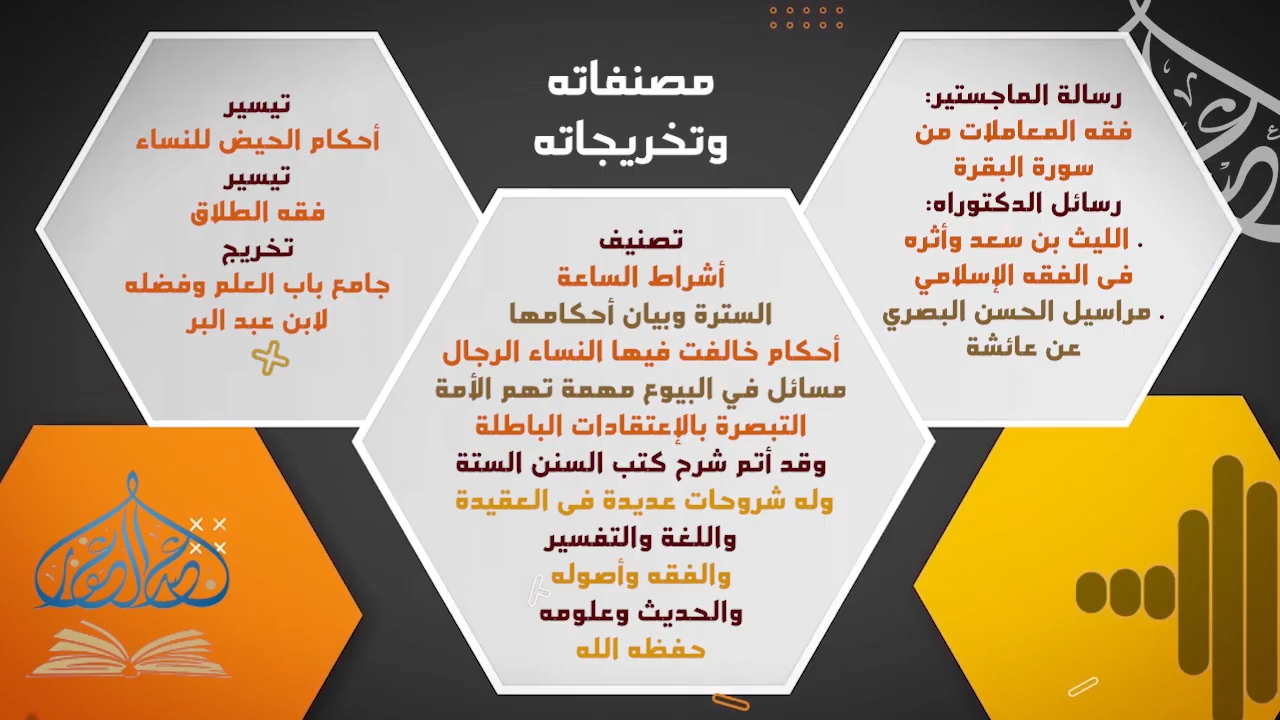 مصنفاته
وتخريجاته
رسالة الماجستير:
فقه المعاملات من
سورة البقرة
رسائل الدكتوراه:
. الليث بن سعد وأثره
فى الفقه الإسلامي
. مراسيل الحسن البصري
عن عائشة
تصنيف
أشراط الساعة
السترة وبيان أحكامها
أحكام خالفت فيها النساء الرجال
مسائل في البيوع مهمة تهم الأمة
التبصرة بالإعتقادات الباطلة
وقد أتم شرح كتب السنن الستة
وله شروحات عديدة فى العقيدة
واللغة والتفسير
والفقه وأصوله
والحديث وعلومه
حفظه الله
تيسير
أحكام الحيض للنساء
تيسير
فقه الطلاق
تخريج
جامع باب العلم وفضله
لابن عبد البر